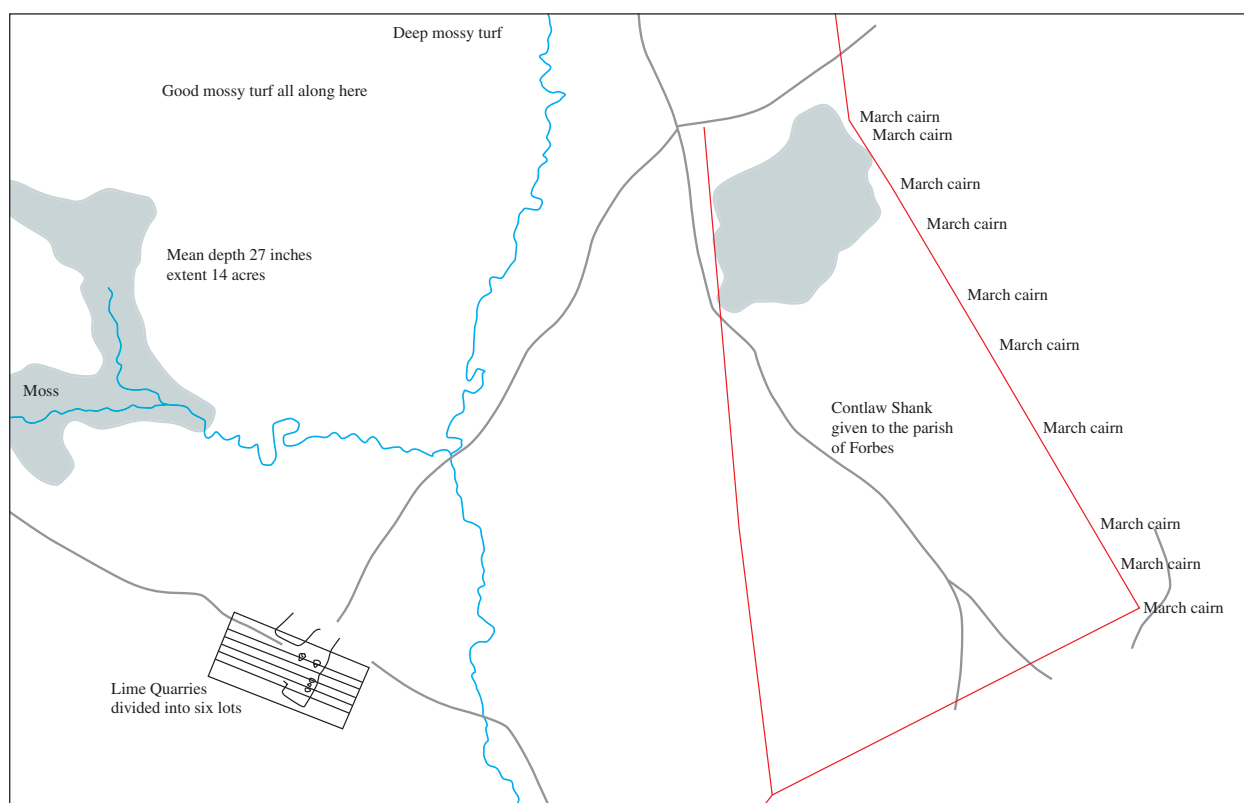 Deep mossy turf
Good mossy turf all along here
March cairn
March cairn
March cairn
March cairn
Mean depth 27 inches
extent 14 acres
March cairn
March cairn
Moss
Contlaw Shank
given to the parish
of Forbes
March cairn
March cairn
March cairn
March cairn
Lime Quarries
divided into six lots